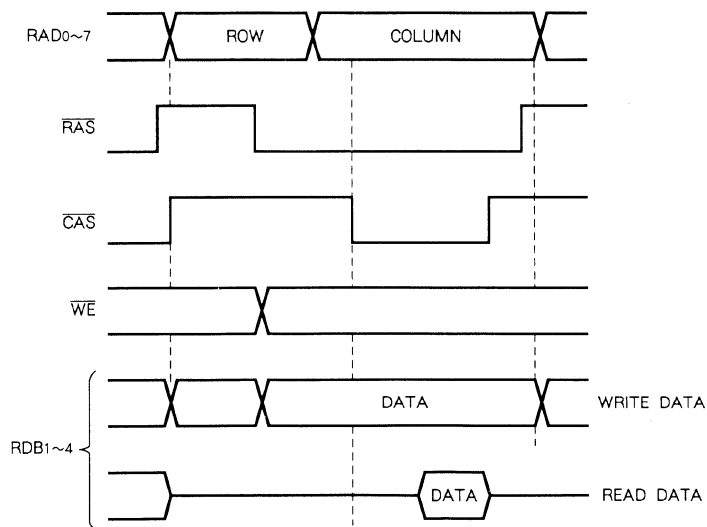 RAD0~7 ROW COLUMN
RAS
CAS
WE
DATA WRITE DATA
RDB1~4
DATA READ DATA